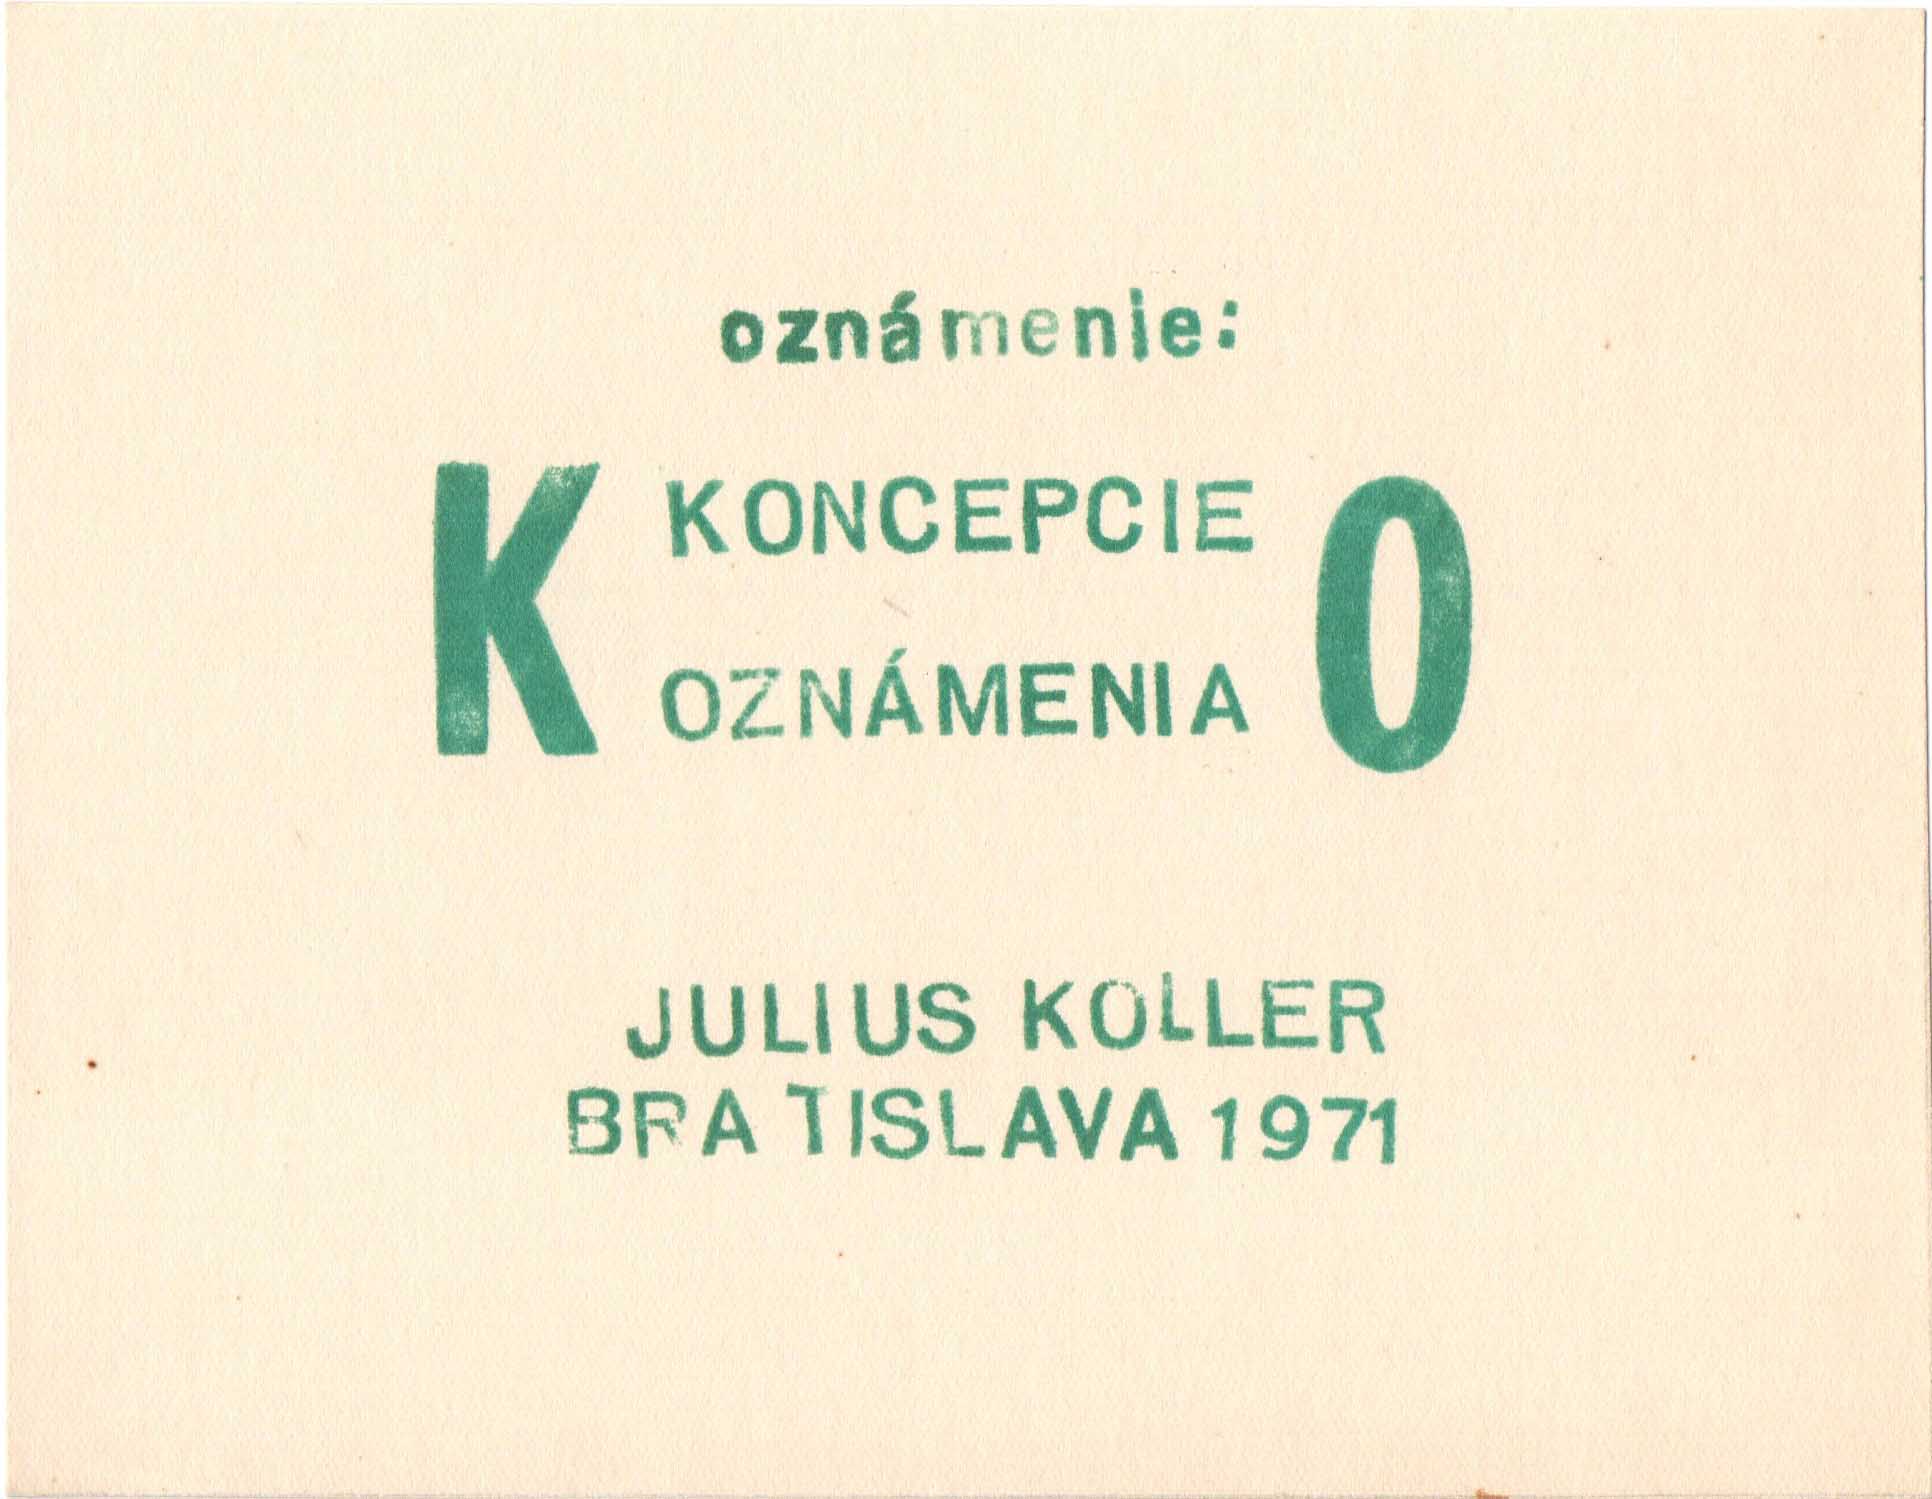 oznámenie:
K KONCEPCIE O
OZNÁMENIA
JULIUS KOLLER
BRATISLAVA 1971